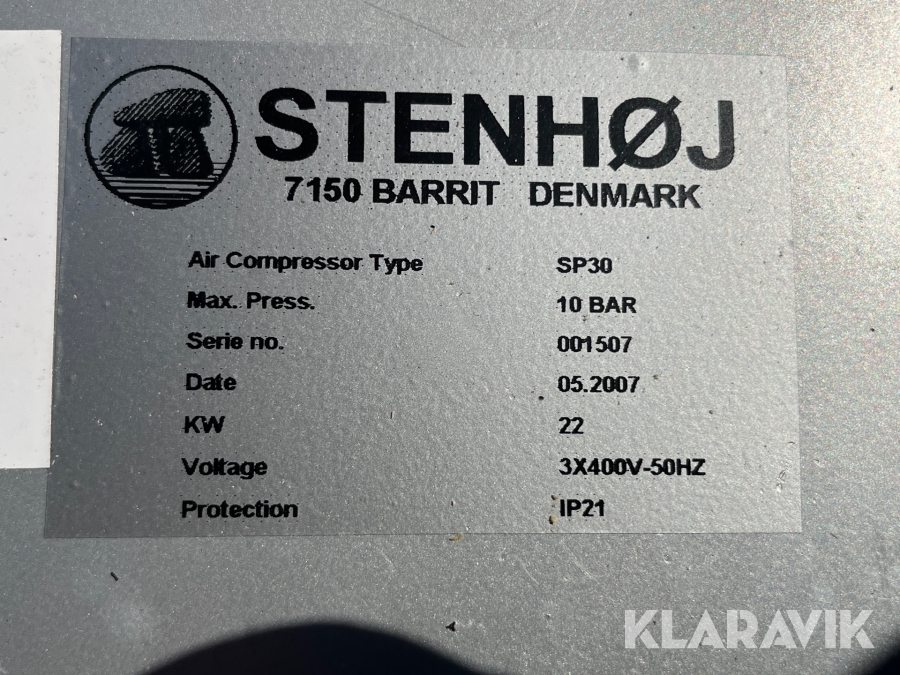 STENHØJ
7150 BARRIT DENMARK
Air Compressor Type SP30
Max. Press. 10 BAR
Serie no. 001507
Date 05.2007
KW 22
Voltage 3X400V-50HZ
Protection IP21
KLARAVIK